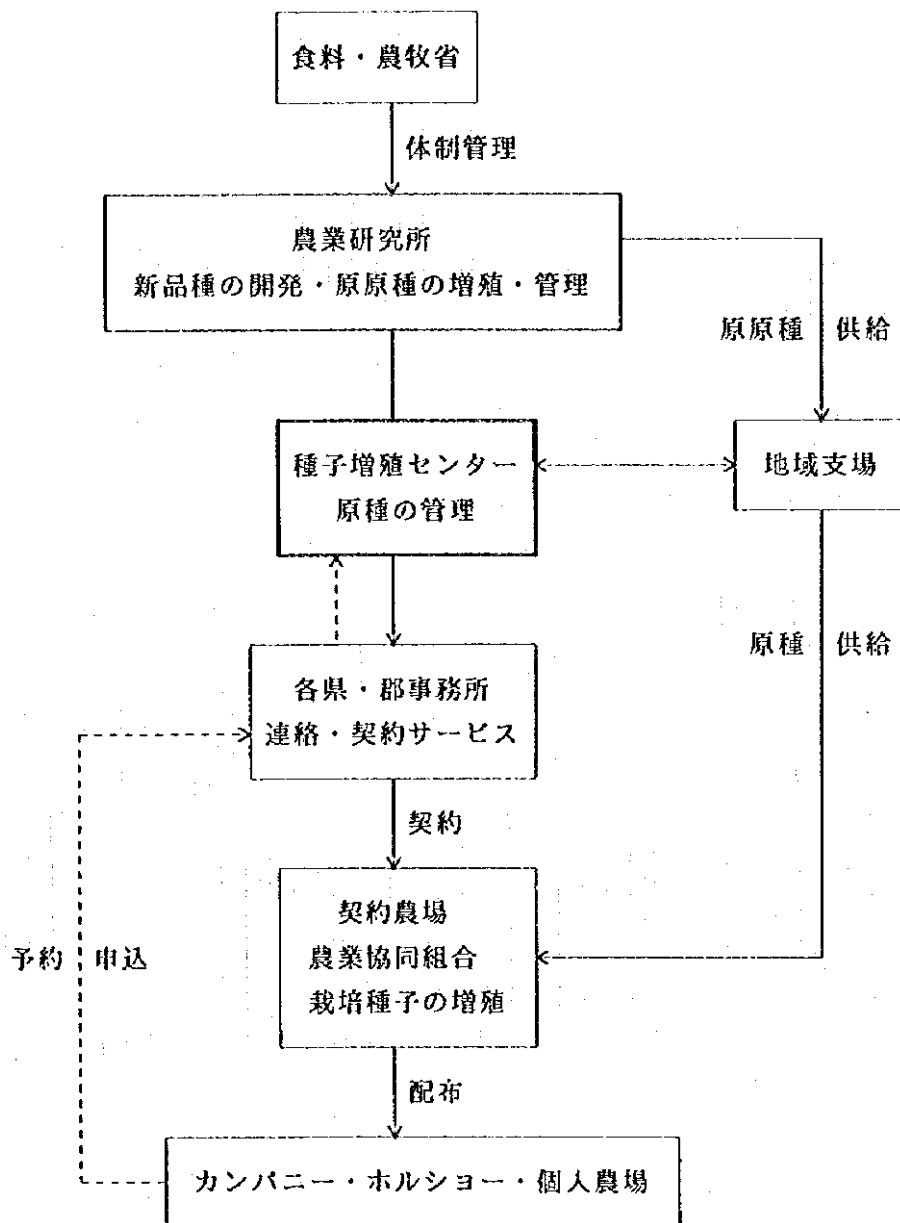 食料・農牧省
体制管理
農業研究所
新品種の開発・原原種の増殖・管理
原原種 供給
種子増殖センター
原種の管理
地域支場
原種 供給
各県・郡事務所
連絡・契約サービス
契約
契約農場
農業協同組合
栽培種子の増殖
予約 申込
配布
カンパニー・ホルショー・個人農場